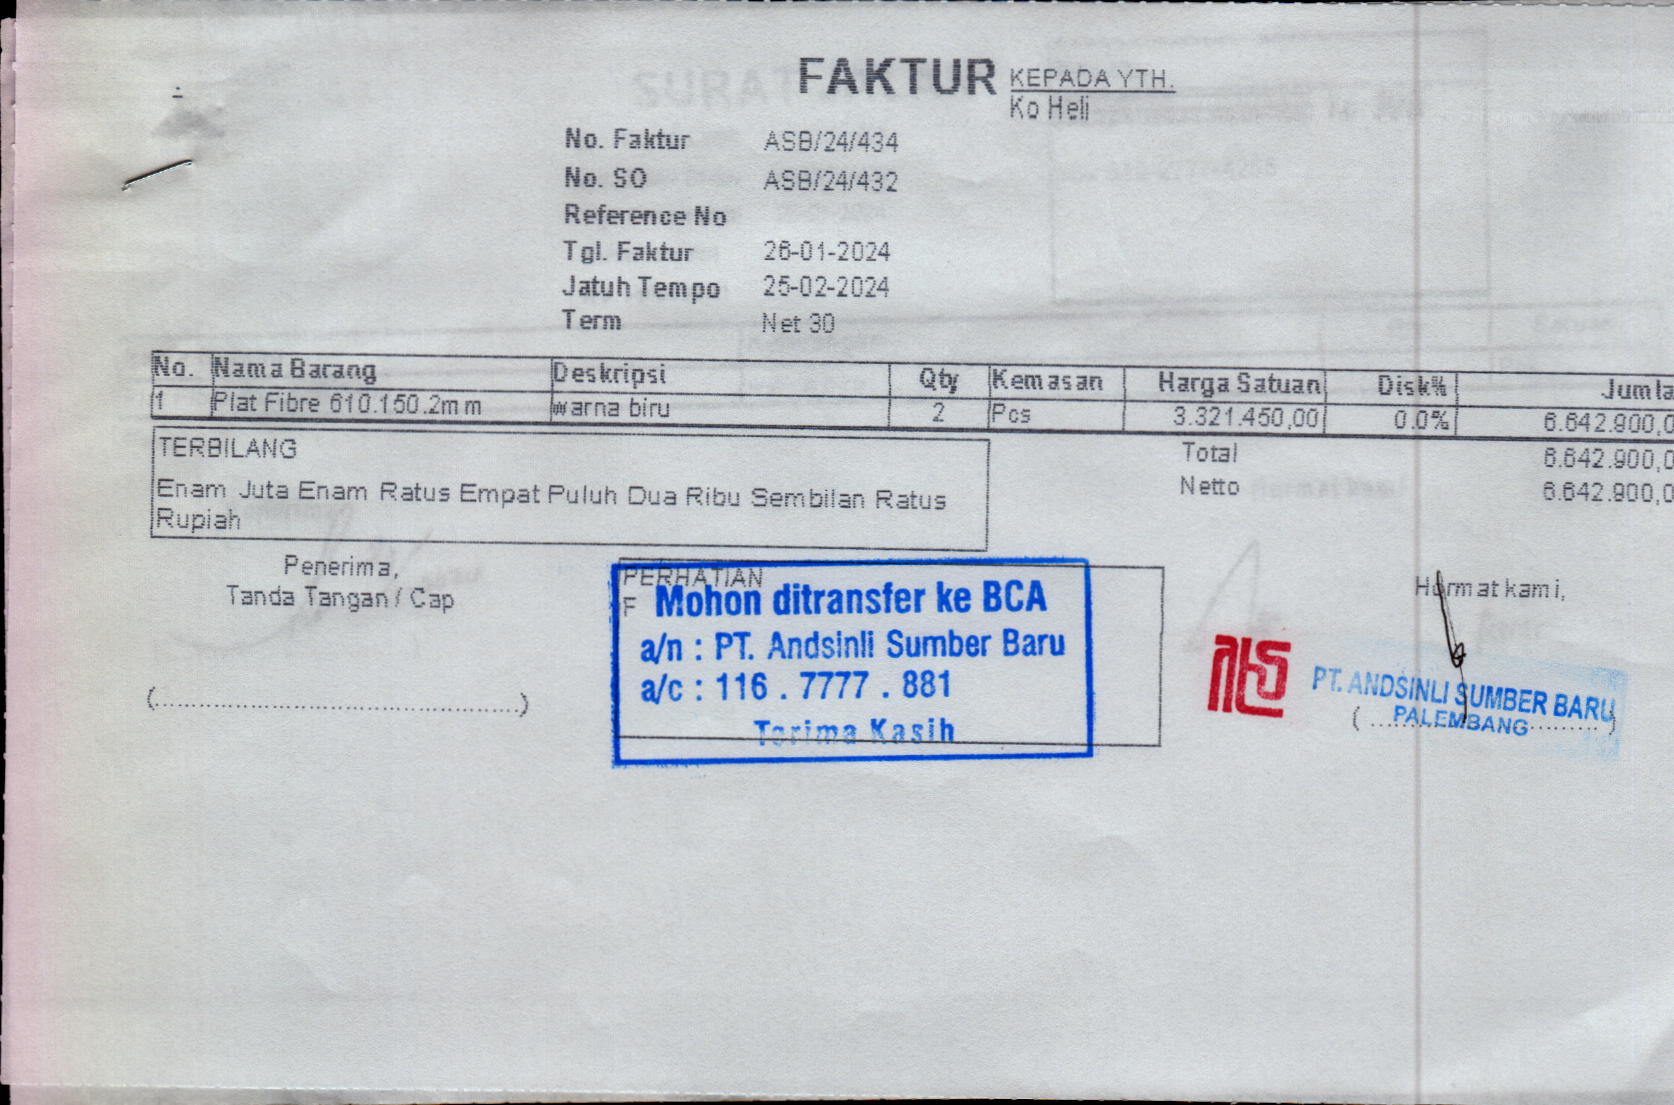 FAKTUR
KEPADA YTH.
Ko Heli
No. Faktur ASB/24/434
No. SO ASB/24/432
Reference No
Tgl. Faktur 26-01-2024
Jatuh Tempo 25-02-2024
Term Net 30
No. Nama Barang Deskripsi Qty Kemasan Harga Satuan Disk% Jumla
1 Plat Fibre 610.150.2mm warna biru 2 Pcs 3.321.450,00 0.0% 6.642.900,0
TERBILANG
Enam Juta Enam Ratus Empat Puluh Dua Ribu Sembilan Ratus
Rupiah
Total 6.642.900,0
Netto 6.642.900,0
Penerima,
Tanda Tangan / Cap
(..........................................................)
PERHATIAN
F
Mohon ditransfer ke BCA
a/n : PT. Andsinli Sumber Baru
a/c : 116 . 7777 . 881
Terima Kasih
Hormat kami,
PT. ANDSINLI SUMBER BARU
PALEMBANG